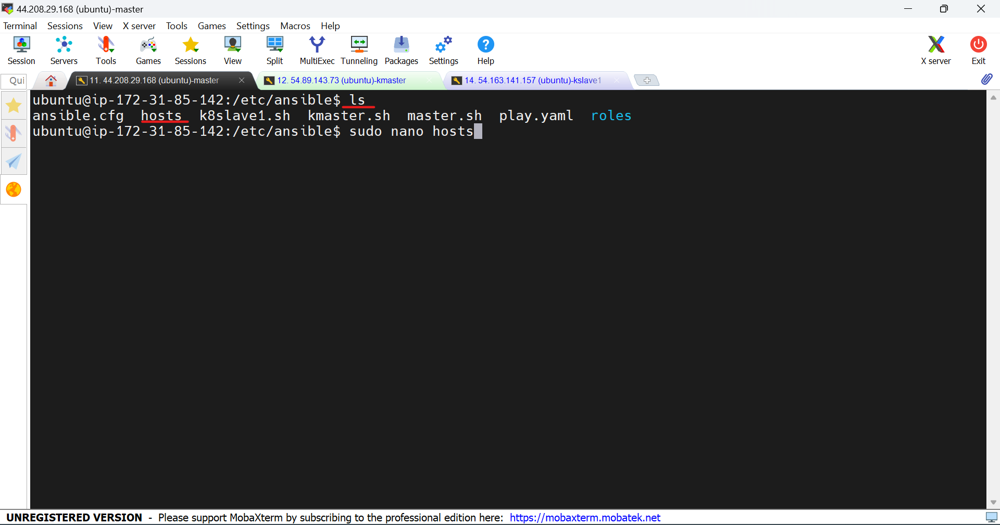 44.208.29.168 (ubuntu)-master
Terminal Sessions View X server Tools Games Settings Macros Help
Session Servers Tools Games Sessions View Split MultiExec Tunneling Packages Settings Help X server Exit
Qui 11. 44.208.29.168 (ubuntu)-master 12. 54.89.143.73 (ubuntu)-kmaster 14. 54.163.141.157 (ubuntu)-kslave1
ubuntu@ip-172-31-85-142:/etc/ansible$ ls
ansible.cfg hosts k8slave1.sh kmaster.sh master.sh play.yaml roles
ubuntu@ip-172-31-85-142:/etc/ansible$ sudo nano hosts
UNREGISTERED VERSION - Please support MobaXterm by subscribing to the professional edition here: https://mobaxterm.mobatek.net